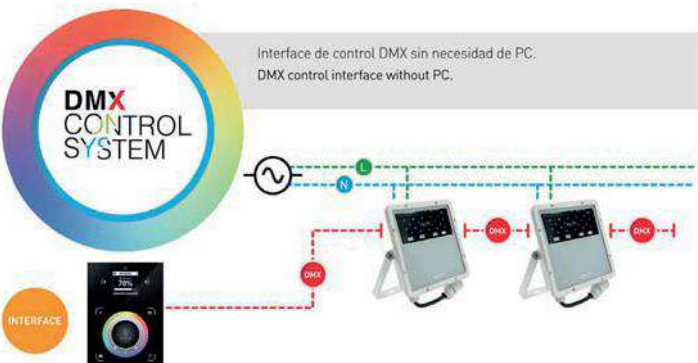 Interface de control DMX sin necesidad de PC.
DMX control interface without PC.
DMX
CONTROL
SYSTEM
L
N
DMX
DMX
DMX
INTERFACE
78%